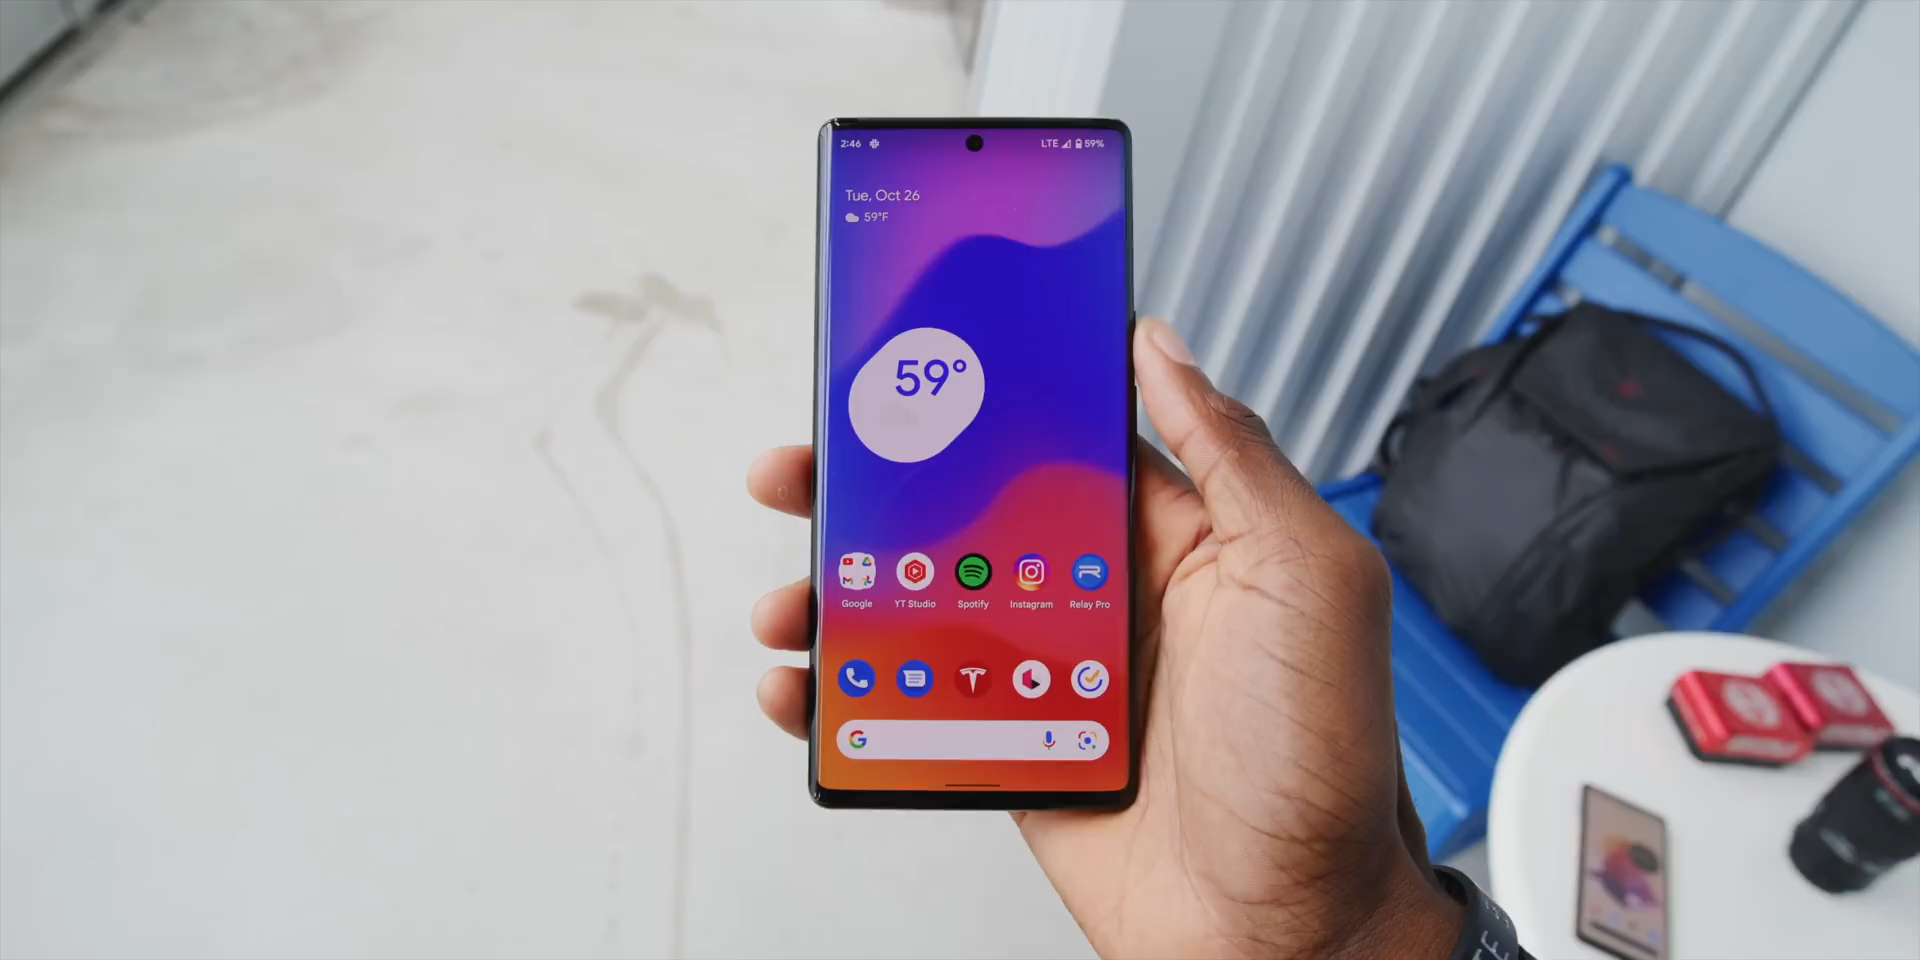 2:46 LTE 59%
Tue, Oct 26
59°F
59°
Google YT Studio Spotify Instagram Relay Pro